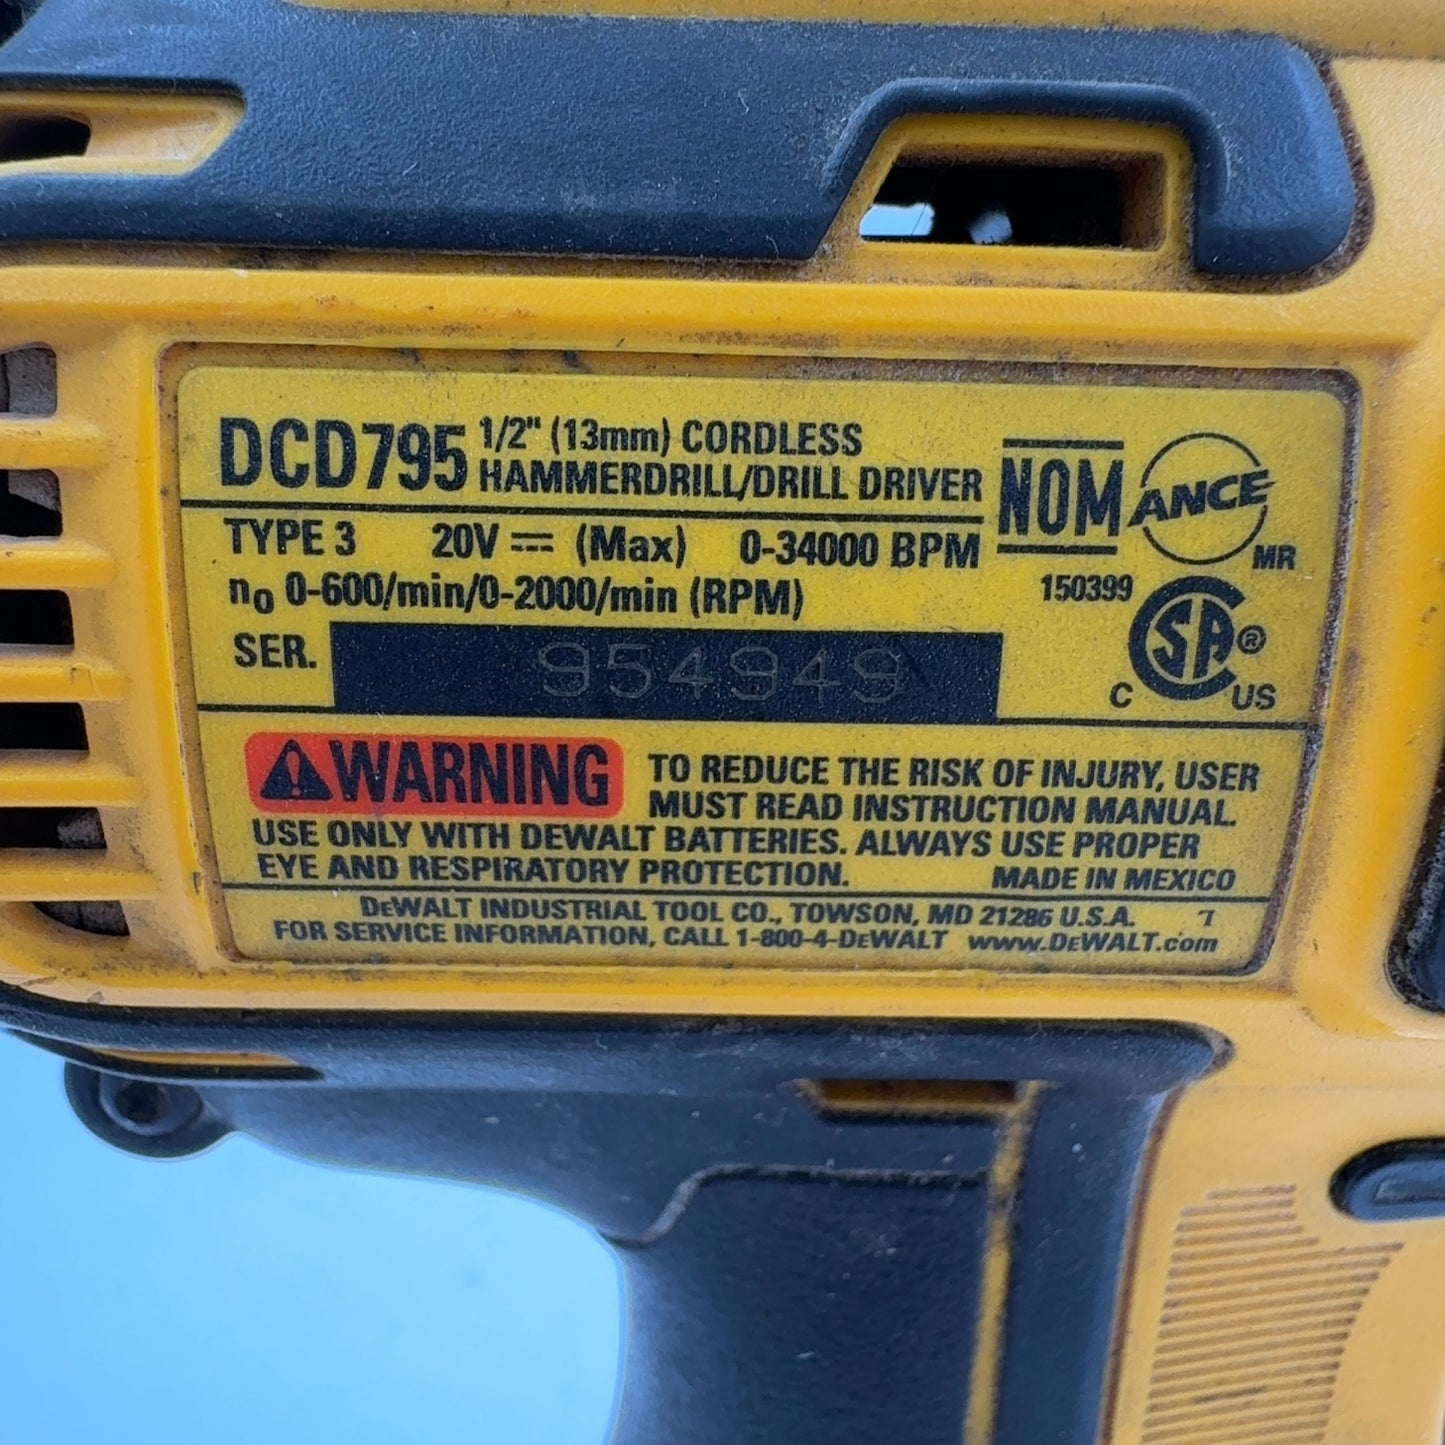 DCD795 1/2" (13mm) CORDLESS
HAMMERDRILL/DRILL DRIVER
TYPE 3 20V ⎓ (Max) 0-34000 BPM
n₀ 0-600/min/0-2000/min (RPM)
SER. 954949
NOM ANCE
MR
150399
CSA®
C US
⚠WARNING TO REDUCE THE RISK OF INJURY, USER
MUST READ INSTRUCTION MANUAL.
USE ONLY WITH DEWALT BATTERIES. ALWAYS USE PROPER
EYE AND RESPIRATORY PROTECTION. MADE IN MEXICO
DEWALT INDUSTRIAL TOOL CO., TOWSON, MD 21286 U.S.A.
FOR SERVICE INFORMATION, CALL 1-800-4-DEWALT www.DEWALT.com